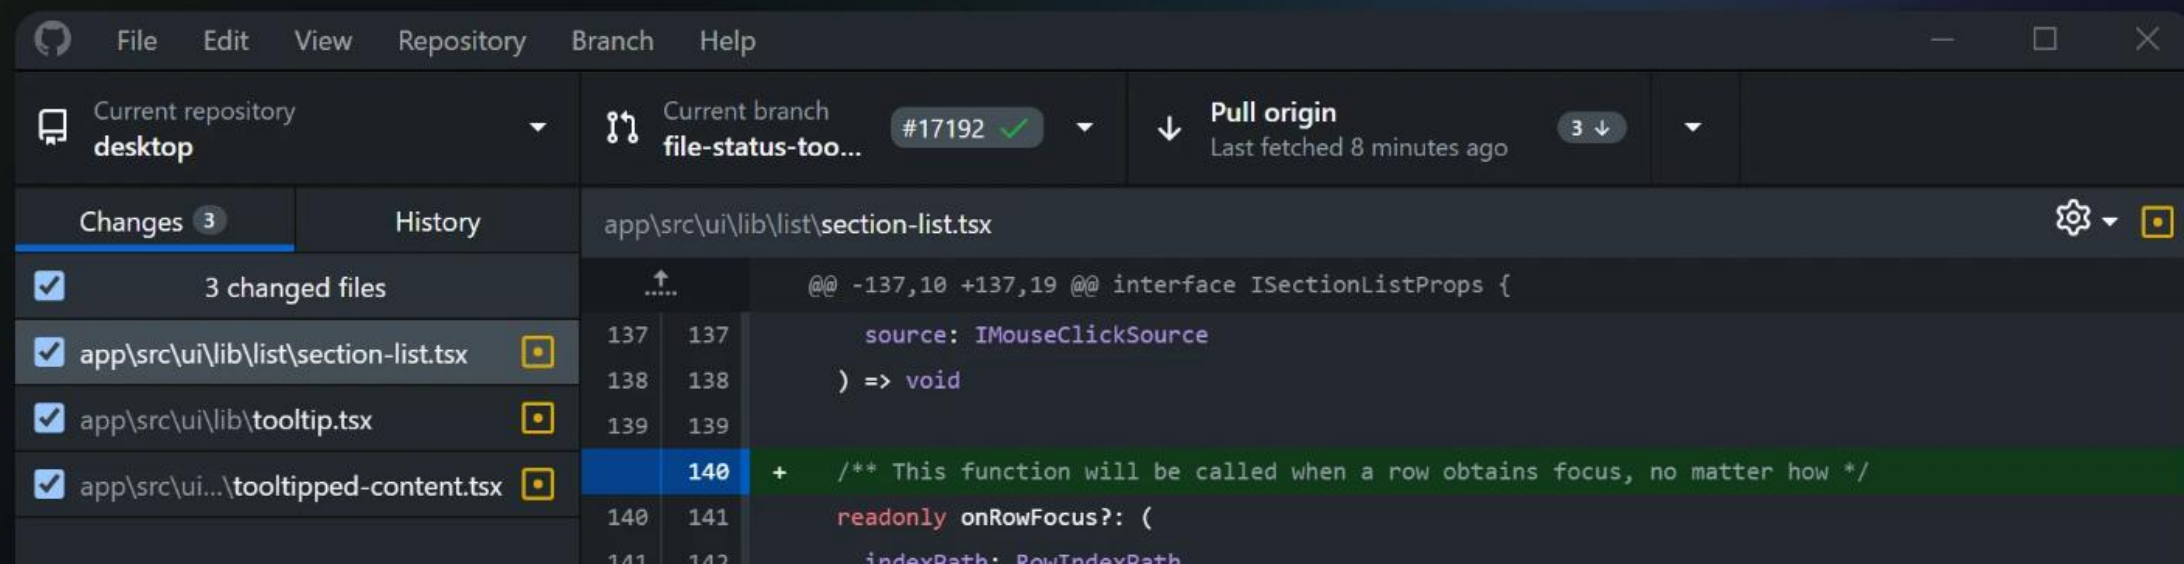 File Edit View Repository Branch Help
Current repository
desktop
Current branch
file-status-too...
#17192
Pull origin
Last fetched 8 minutes ago
3
Changes 3
History
3 changed files
app\src\ui\lib\list\section-list.tsx
app\src\ui\lib\tooltip.tsx
app\src\ui...\tooltipped-content.tsx
app\src\ui\lib\list\section-list.tsx
@@ -137,10 +137,19 @@ interface ISectionListProps {
137 137 source: IMouseClickSource
138 138 ) => void
139 139
140 + /** This function will be called when a row obtains focus, no matter how */
140 141 readonly onRowFocus?: (
141 142 indexPath: RowIndexPath